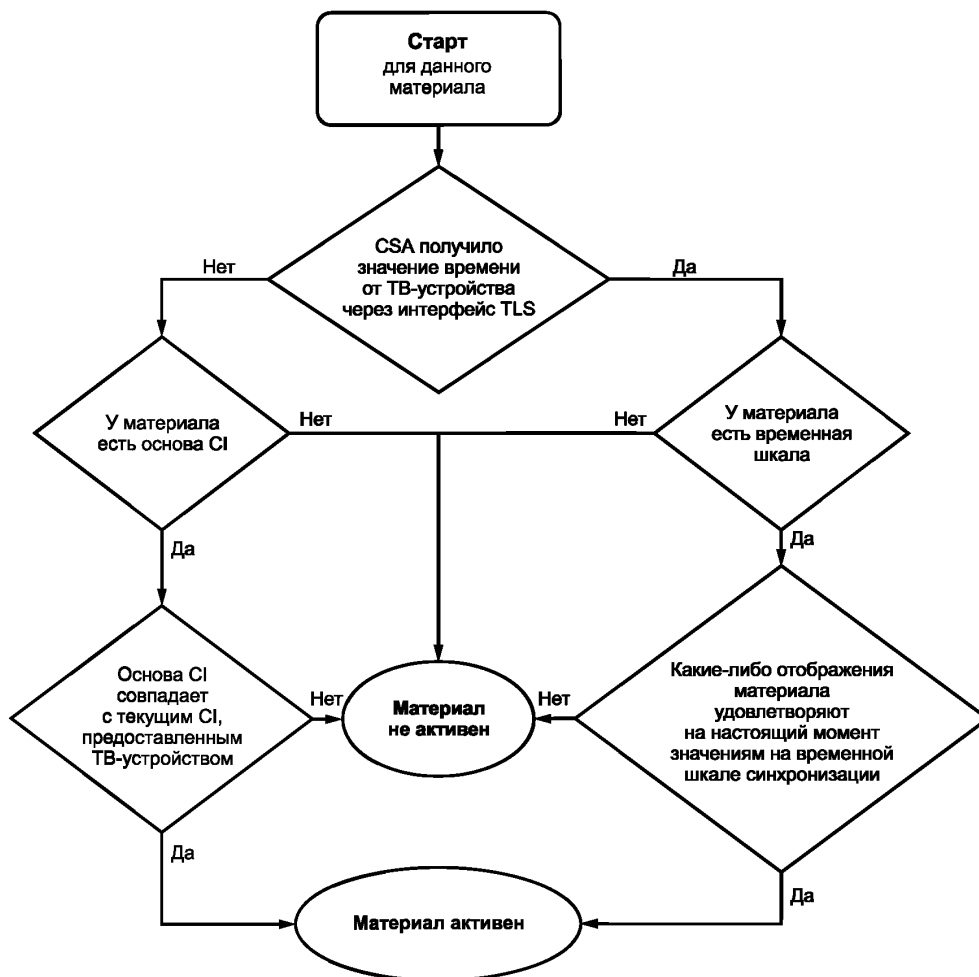 Старт
для данного
материала
CSA получило
значение времени
от ТВ-устройства
через интерфейс TLS
Нет
Да
У материала
есть основа CI
Нет
Нет
У материала
есть временная
шкала
Да
Да
Основа CI
совпадает
с текущим CI,
предоставленным
ТВ-устройством
Нет
Материал
не активен
Нет
Какие-либо отображения
материала
удовлетворяют
на настоящий момент
значениям на временной
шкале синхронизации
Да
Материал активен
Да